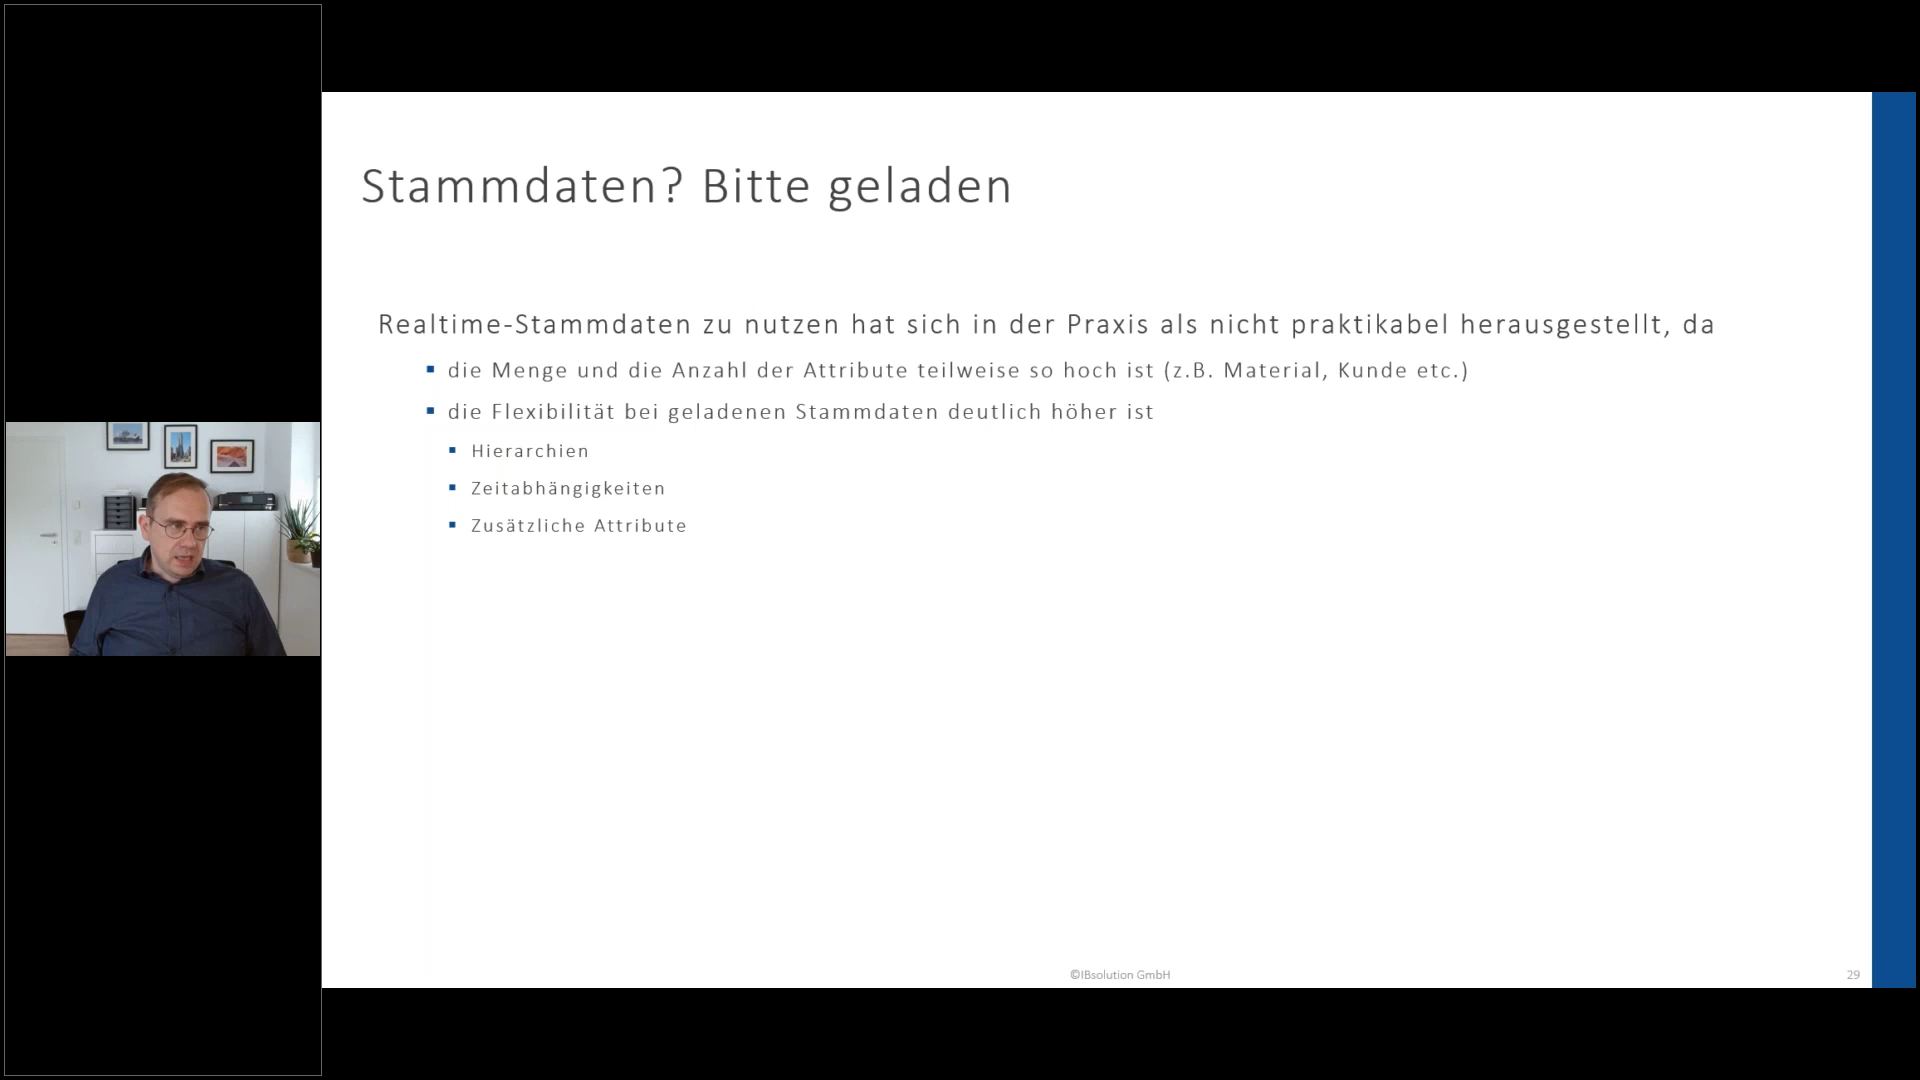 Stammdaten? Bitte geladen
Realtime-Stammdaten zu nutzen hat sich in der Praxis als nicht praktikabel herausgestellt, da
die Menge und die Anzahl der Attribute teilweise so hoch ist (z.B. Material, Kunde etc.)
die Flexibilität bei geladenen Stammdaten deutlich höher ist
Hierarchien
Zeitabhängigkeiten
Zusätzliche Attribute
©IBsolution GmbH
29